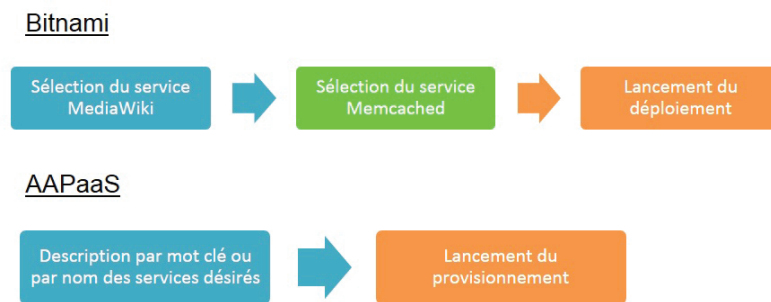 Bitnami
Sélection du service
MediaWiki
Sélection du service
Memcached
Lancement du
déploiement
AAPaaS
Description par mot clé ou
par nom des services désirés
Lancement du
provisionnement